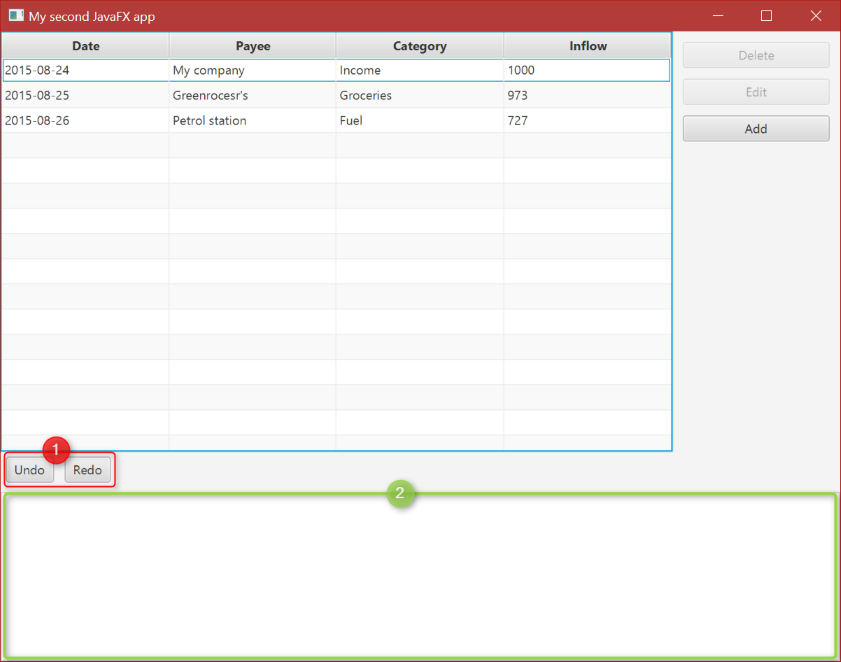 My second JavaFX app
Date Payee Category Inflow
2015-08-24 My company Income 1000
2015-08-25 Greenrocesr's Groceries 973
2015-08-26 Petrol station Fuel 727
Delete
Edit
Add
1
Undo Redo
2